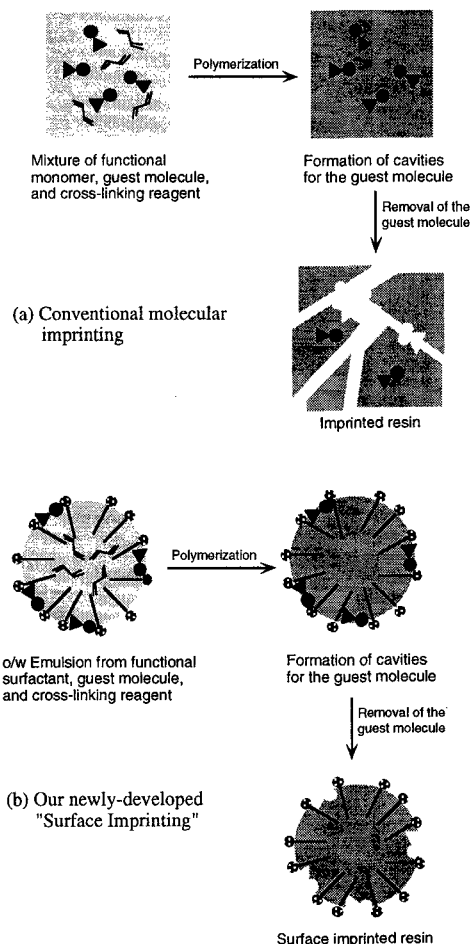 Polymerization
Mixture of functional
monomer, guest molecule,
and cross-linking reagent
Formation of cavities
for the guest molecule
Removal of the
guest molecule
(a) Conventional molecular
imprinting
Imprinted resin
Polymerization
o/w Emulsion from functional
surfactant, guest molecule,
and cross-linking reagent
Formation of cavities
for the guest molecule
Removal of the
guest molecule
(b) Our newly-developed
"Surface Imprinting"
Surface imprinted resin